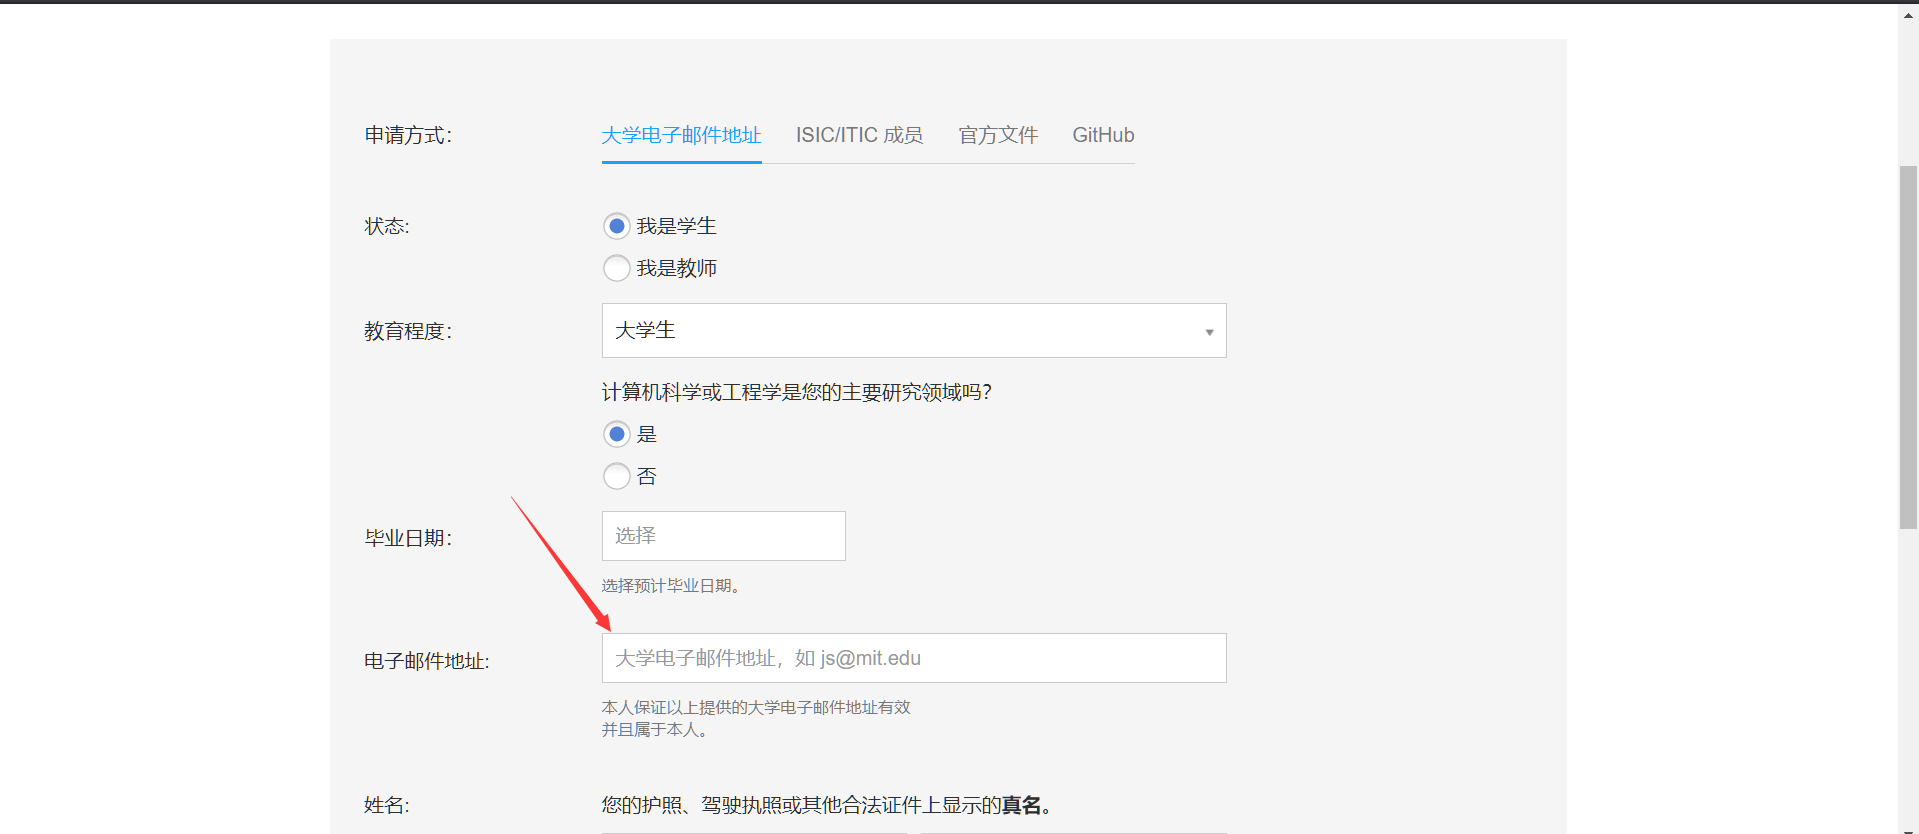 申请方式:
大学电子邮件地址 ISIC/ITIC 成员 官方文件 GitHub
状态:
我是学生
我是教师
教育程度:
大学生
计算机科学或工程学是您的主要研究领域吗?
是
否
毕业日期:
选择
选择预计毕业日期。
电子邮件地址:
大学电子邮件地址，如 js@mit.edu
本人保证以上提供的大学电子邮件地址有效
并且属于本人。
姓名:
您的护照、驾驶执照或其他合法证件上显示的真名。